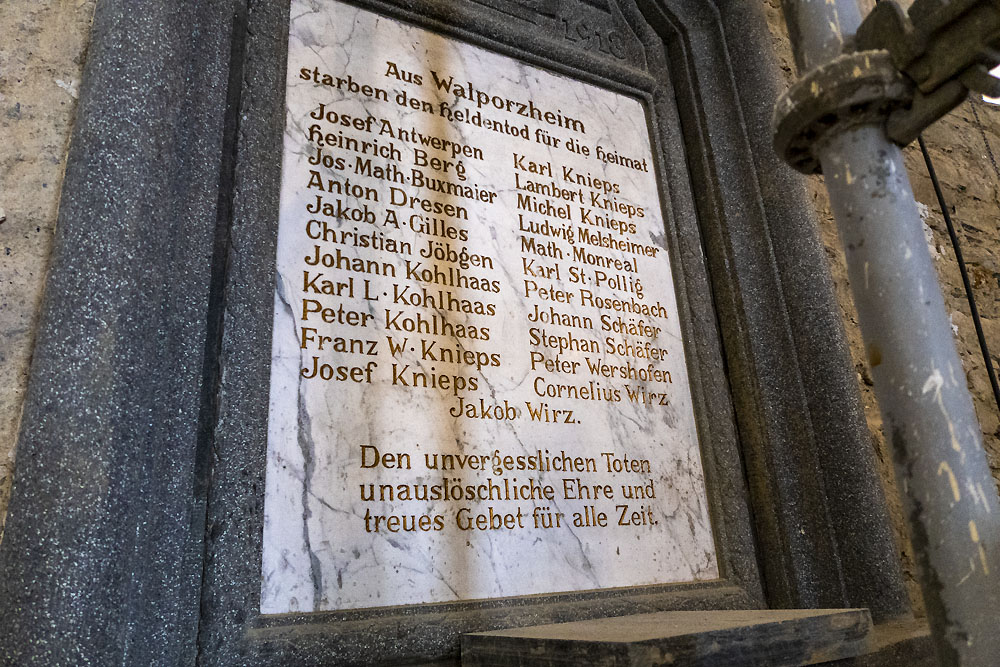 1918
Aus Walporzheim
starben den Heldentod für die Heimat
Josef Antwerpen
Heinrich Berg
Jos·Math·Buxmaier
Anton Dresen
Jakob A·Gilles
Christian Jöbgen
Johann Kohlhaas
Karl L·Kohlhaas
Peter Kohlhaas
Franz W·Knieps
Josef Knieps
Karl Knieps
Lambert Knieps
Michel Knieps
Ludwig Melsheimer
Math·Monreal
Karl St·Pollig
Peter Rosenbach
Johann Schäfer
Stephan Schäfer
Peter Wershofen
Cornelius Wirz
Jakob Wirz.
Den unvergesslichen Toten
unauslöschliche Ehre und
treues Gebet für alle Zeit.